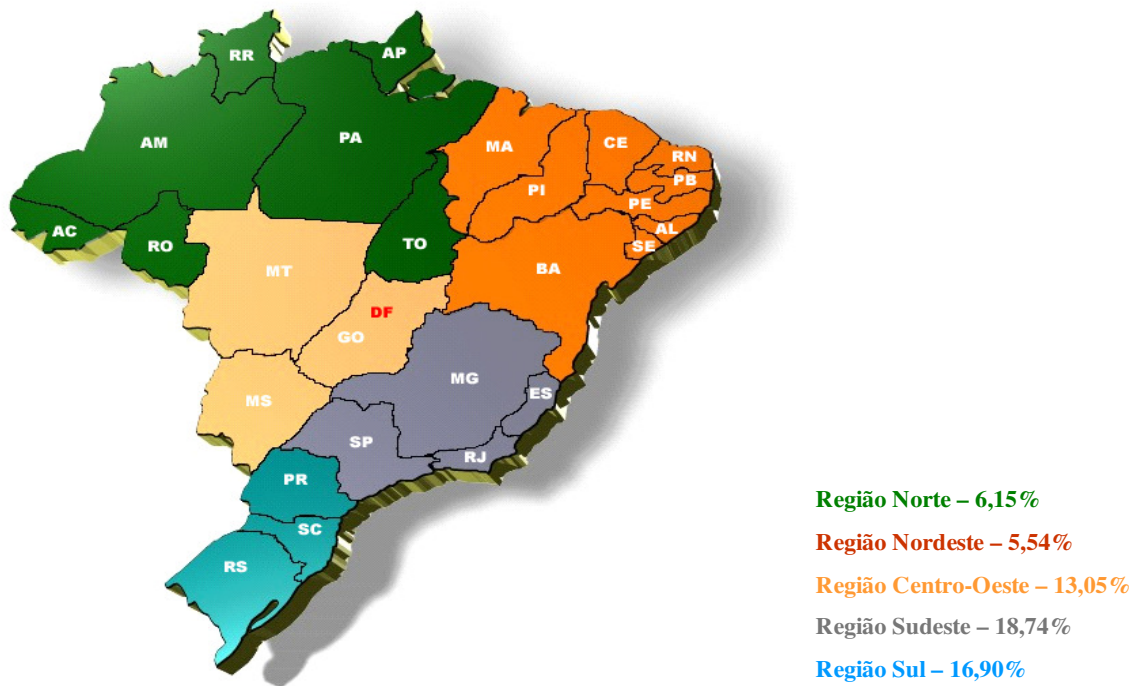 RR
AP
AM
PA
MA
CE
RN
PB
PI
PE
AL
SE
AC
RO
TO
BA
MT
DF
GO
MG
ES
MS
SP
RJ
PR
SC
RS
Região Norte – 6,15%
Região Nordeste – 5,54%
Região Centro-Oeste – 13,05%
Região Sudeste – 18,74%
Região Sul – 16,90%